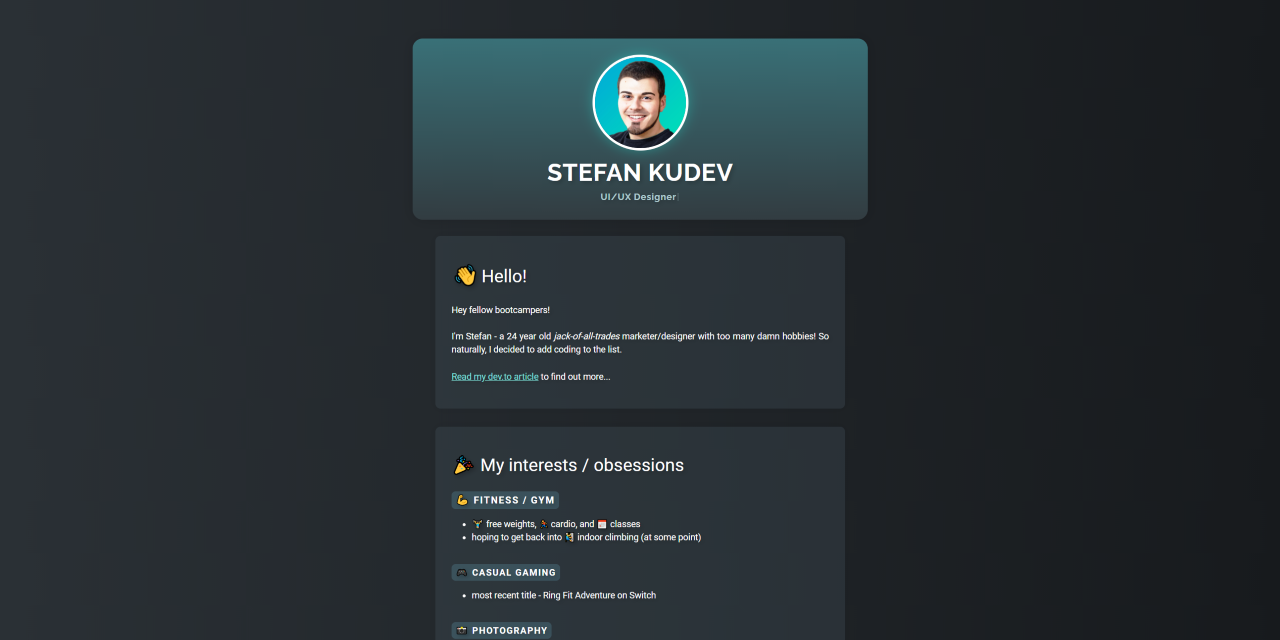 STEFAN KUDEV
UI/UX Designer
Hello!
Hey fellow bootcampers!
I'm Stefan - a 24 year old jack-of-all-trades marketer/designer with too many damn hobbies! So
naturally, I decided to add coding to the list.
Read my dev.to article to find out more...
My interests / obsessions
FITNESS / GYM
free weights, cardio, and classes
hoping to get back into indoor climbing (at some point)
CASUAL GAMING
most recent title - Ring Fit Adventure on Switch
PHOTOGRAPHY